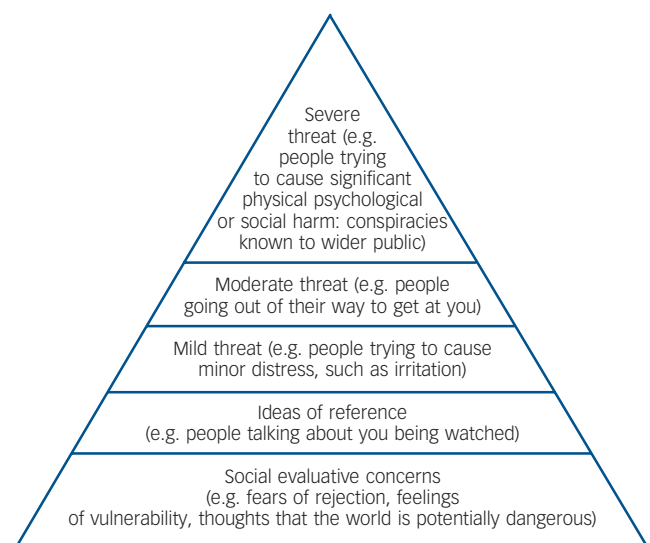 Severe
threat (e.g.
people trying
to cause significant
physical psychological
or social harm: conspiracies
known to wider public)
Moderate threat (e.g. people
going out of their way to get at you)
Mild threat (e.g. people trying to cause
minor distress, such as irritation)
Ideas of reference
(e.g. people talking about you being watched)
Social evaluative concerns
(e.g. fears of rejection, feelings
of vulnerability, thoughts that the world is potentially dangerous)